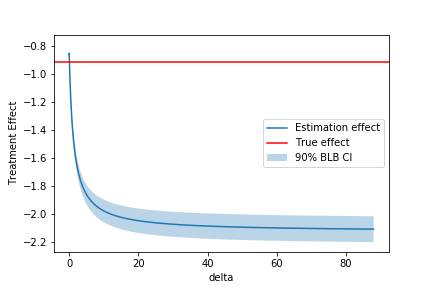 −0.8
−1.0
−1.2
−1.4
−1.6
−1.8
−2.0
−2.2
Treatment Effect
0
20
40
60
80
delta
Estimation effect
True effect
90% BLB CI